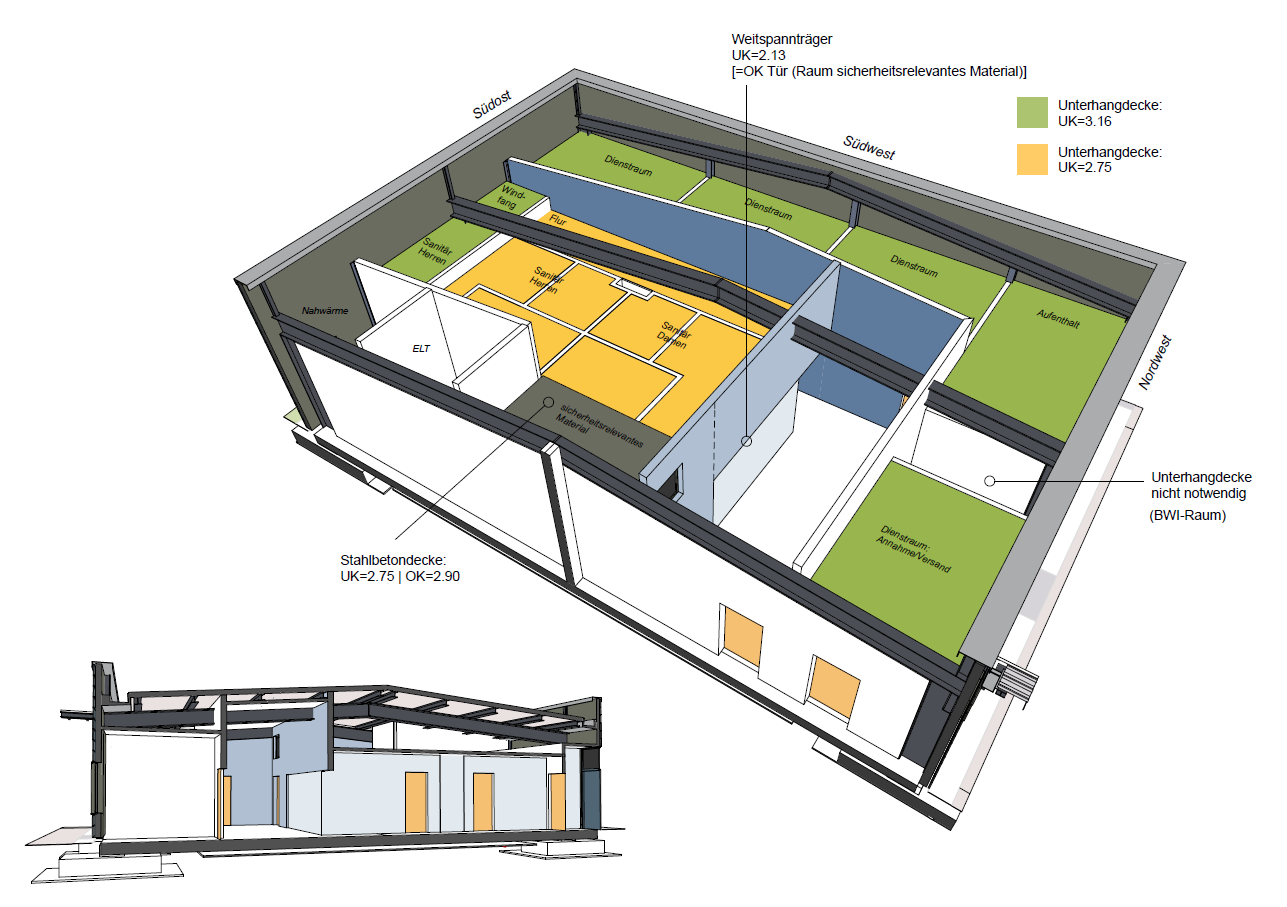 Weitspannträger
UK=2.13
[=OK Tür (Raum sicherheitsrelevantes Material)]
Unterhangdecke:
UK=3.16
Unterhangdecke:
UK=2.75
Südost
Südwest
Nordwest
Dienstraum
Wind-
fang
Dienstraum
Flur
Sanitär
Herren
Dienstraum
Sanitär
Herren
Nahwärme
Aufenthalt
Sanitär
Damen
ELT
sicherheitsrelevantes
Material
Unterhangdecke
nicht notwendig
(BWI-Raum)
Dienstraum:
Annahme/Versand
Stahlbetondecke:
UK=2.75 | OK=2.90